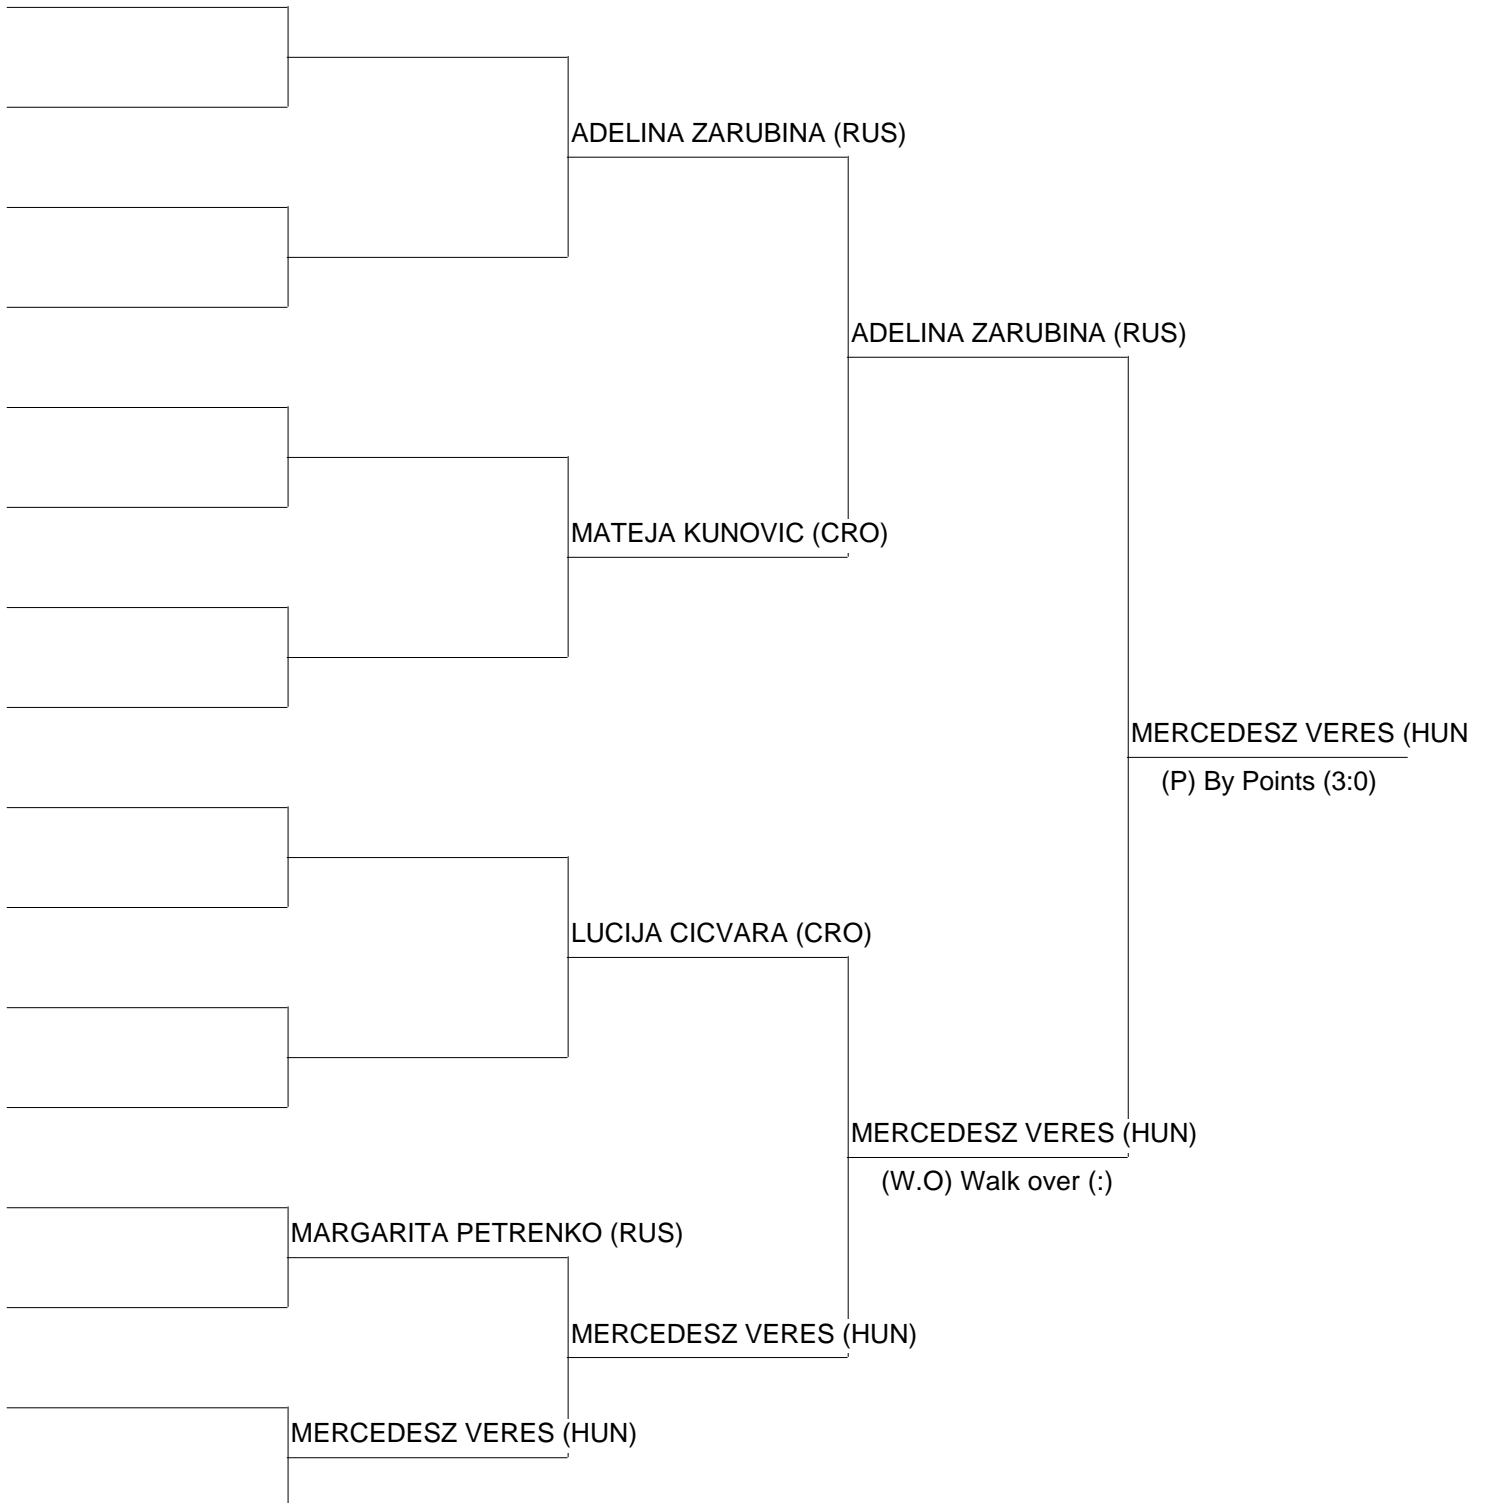 ADELINA ZARUBINA (RUS)
ADELINA ZARUBINA (RUS)
MATEJA KUNOVIC (CRO)
MERCEDESZ VERES (HUN
(P) By Points (3:0)
LUCIJA CICVARA (CRO)
MERCEDESZ VERES (HUN)
(W.O) Walk over (:)
MARGARITA PETRENKO (RUS)
MERCEDESZ VERES (HUN)
MERCEDESZ VERES (HUN)